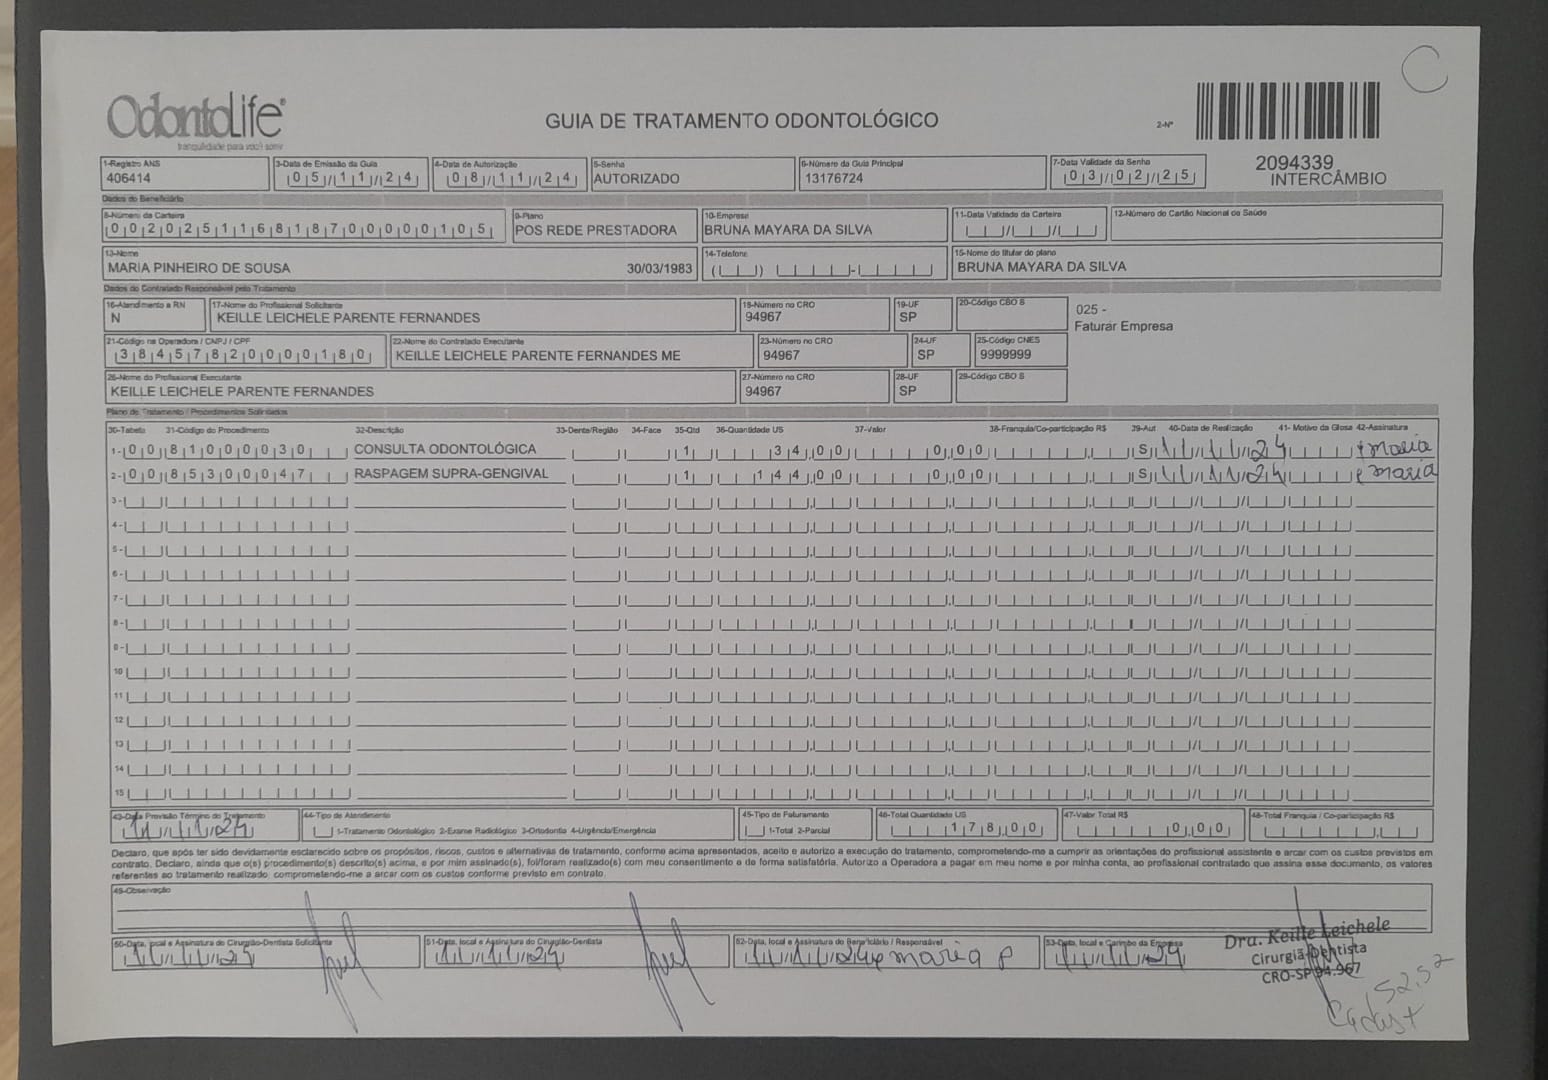 C
OdontoLife®
tranquilidade para você sorrir
GUIA DE TRATAMENTO ODONTOLÓGICO
2-Nº
2094339
INTERCÂMBIO
1-Registro ANS 3-Data de Emissão da Guia 4-Data de Autorização 5-Senha 6-Número da Guia Principal 7-Data Validade da Senha
406414 05/11/24 08/11/24 AUTORIZADO 13176724 03/02/25
Dados do Beneficiário
8-Número da Carteira 9-Plano 10-Empresa 11-Data Validade da Carteira 12-Número do Cartão Nacional de Saúde
002025116818700000105 POS REDE PRESTADORA BRUNA MAYARA DA SILVA
13-Nome 14-Telefone 15-Nome do titular do plano
MARIA PINHEIRO DE SOUSA 30/03/1983 BRUNA MAYARA DA SILVA
Dados do Contratado Responsável pelo Tratamento
16-Atendimento a RN 17-Nome do Profissional Solicitante 18-Número no CRO 19-UF 20-Código CBO S
N KEILLE LEICHELE PARENTE FERNANDES 94967 SP
025 -
Faturar Empresa
21-Código na Operadora / CNPJ / CPF 22-Nome do Contratado Executante 23-Número no CRO 24-UF 25-Código CNES
38457820000180 KEILLE LEICHELE PARENTE FERNANDES ME 94967 SP 9999999
26-Nome do Profissional Executante 27-Número no CRO 28-UF 29-Código CBO S
KEILLE LEICHELE PARENTE FERNANDES 94967 SP
Plano de Tratamento / Procedimentos Solicitados
30-Tabela 31-Código do Procedimento 32-Descrição 33-Dente/Região 34-Face 35-Qtd 36-Quantidade US 37-Valor 38-Franquia/Co-participação R$ 39-Aut 40-Data de Realização 41- Motivo da Glosa 42-Assinatura
1- 00 81000030 CONSULTA ODONTOLÓGICA 1 34,00 0,00 S 11/11/24 Maria
2- 00 85300047 RASPAGEM SUPRA-GENGIVAL 1 144,00 0,00 S 11/11/24 Maria
3-
4-
5-
6-
7-
8-
9-
10
11
12
13
14
15
43-Data Previsão Término do Tratamento 44-Tipo de Atendimento 45-Tipo de Faturamento 46-Total Quantidade US 47-Valor Total R$ 48-Total Franquia / Co-participação R$
11/11/24 1-Tratamento Odontológico 2-Exame Radiológico 3-Ortodontia 4-Urgência/Emergência 1-Total 2-Parcial 178,00 0,00
Declaro, que após ter sido devidamente esclarecido sobre os propósitos, riscos, custos e alternativas de tratamento, conforme acima apresentados, aceito e autorizo a execução do tratamento, comprometendo-me a cumprir as orientações do profissional assistente e arcar com os custos previstos em
contrato. Declaro, ainda que o(s) procedimento(s) descrito(s) acima, e por mim assinado(s), foi/foram realizado(s) com meu consentimento e de forma satisfatória. Autorizo a Operadora a pagar em meu nome e por minha conta, ao profissional contratado que assina esse documento, os valores
referentes ao tratamento realizado, comprometendo-me a arcar com os custos conforme previsto em contrato.
49-Observação
50-Data, local e Assinatura do Cirurgião-Dentista Solicitante 51-Data, local e Assinatura do Cirurgião-Dentista 52-Data, local e Assinatura do Beneficiário / Responsável 53-Data, local e Carimbo da Empresa
11/11/24 11/11/24 11/11/24 maria P 11/11/24
Dra. Keille Leichele
Cirurgiã-Dentista
CRO-SP 94.967
52,52